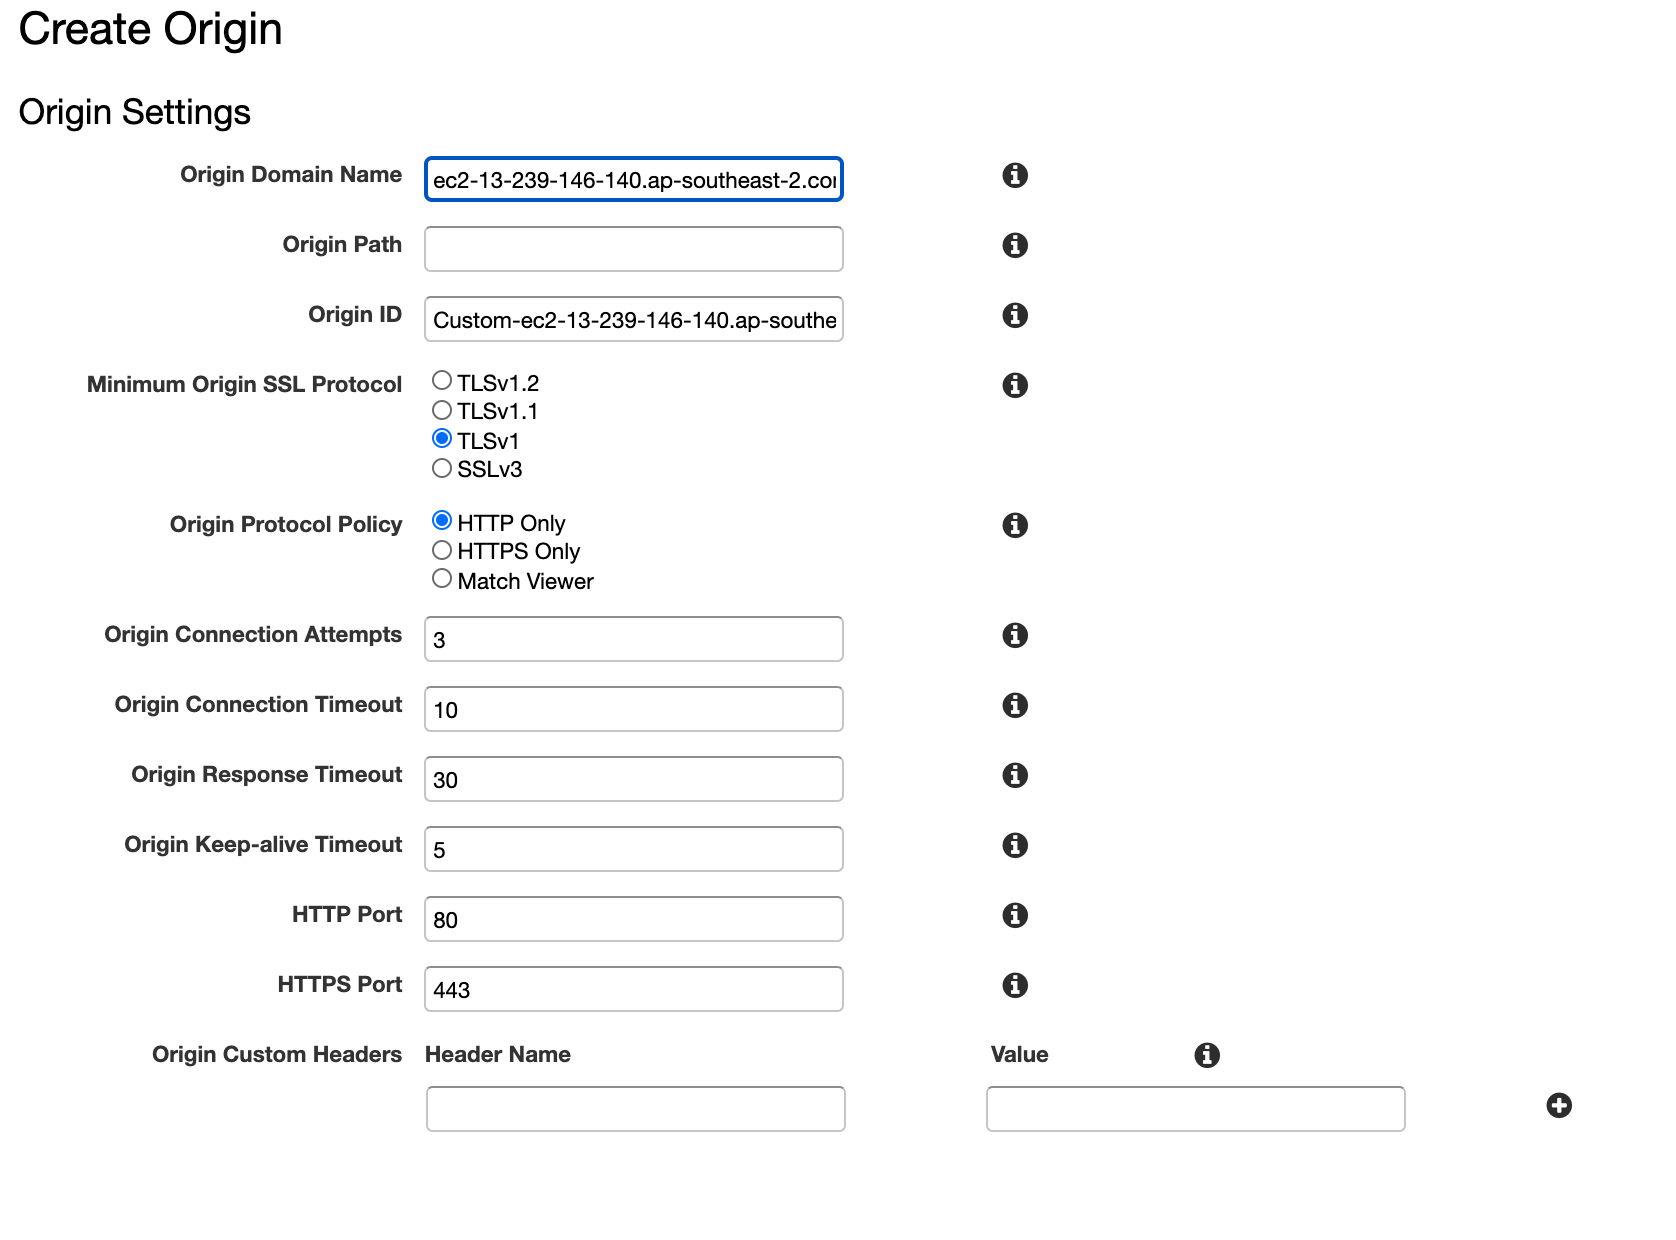 Create Origin
Origin Settings
Origin Domain Name ec2-13-239-146-140.ap-southeast-2.co
Origin Path
Origin ID Custom-ec2-13-239-146-140.ap-southe
Minimum Origin SSL Protocol TLSv1.2
TLSv1.1
TLSv1
SSLv3
Origin Protocol Policy HTTP Only
HTTPS Only
Match Viewer
Origin Connection Attempts 3
Origin Connection Timeout 10
Origin Response Timeout 30
Origin Keep-alive Timeout 5
HTTP Port 80
HTTPS Port 443
Origin Custom Headers Header Name Value